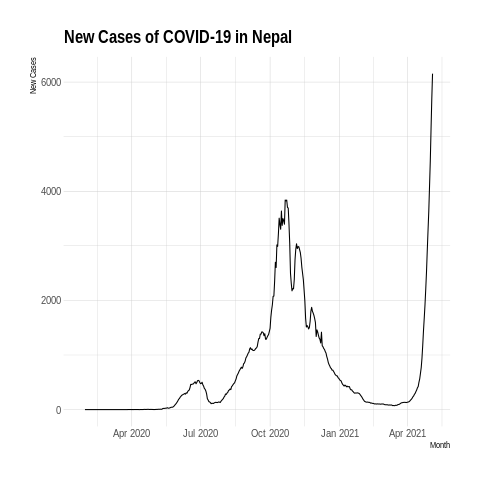 New Cases of COVID-19 in Nepal
New Cases
6000
4000
2000
0
Apr 2020 Jul 2020 Oct 2020 Jan 2021 Apr 2021
Month